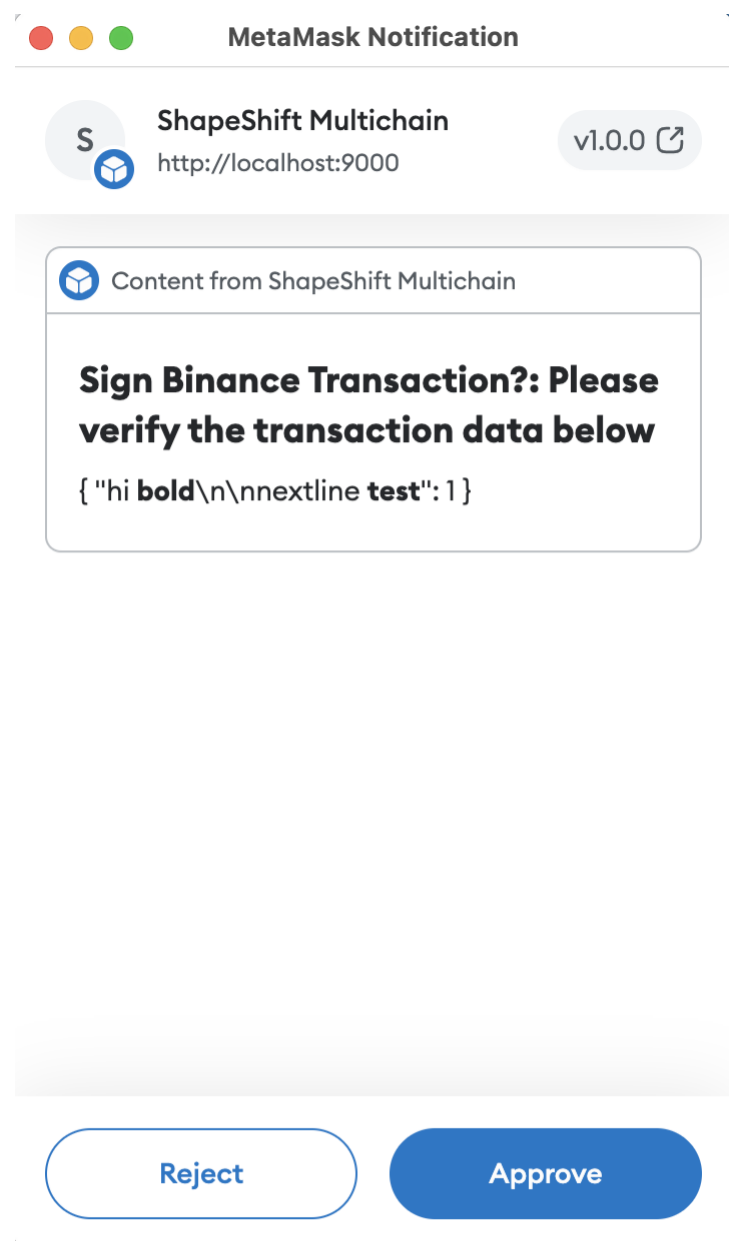 MetaMask Notification
S
ShapeShift Multichain
http://localhost:9000
v1.0.0
Content from ShapeShift Multichain
Sign Binance Transaction?: Please
verify the transaction data below
{ "hi bold\n\nnextline test": 1 }
Reject
Approve